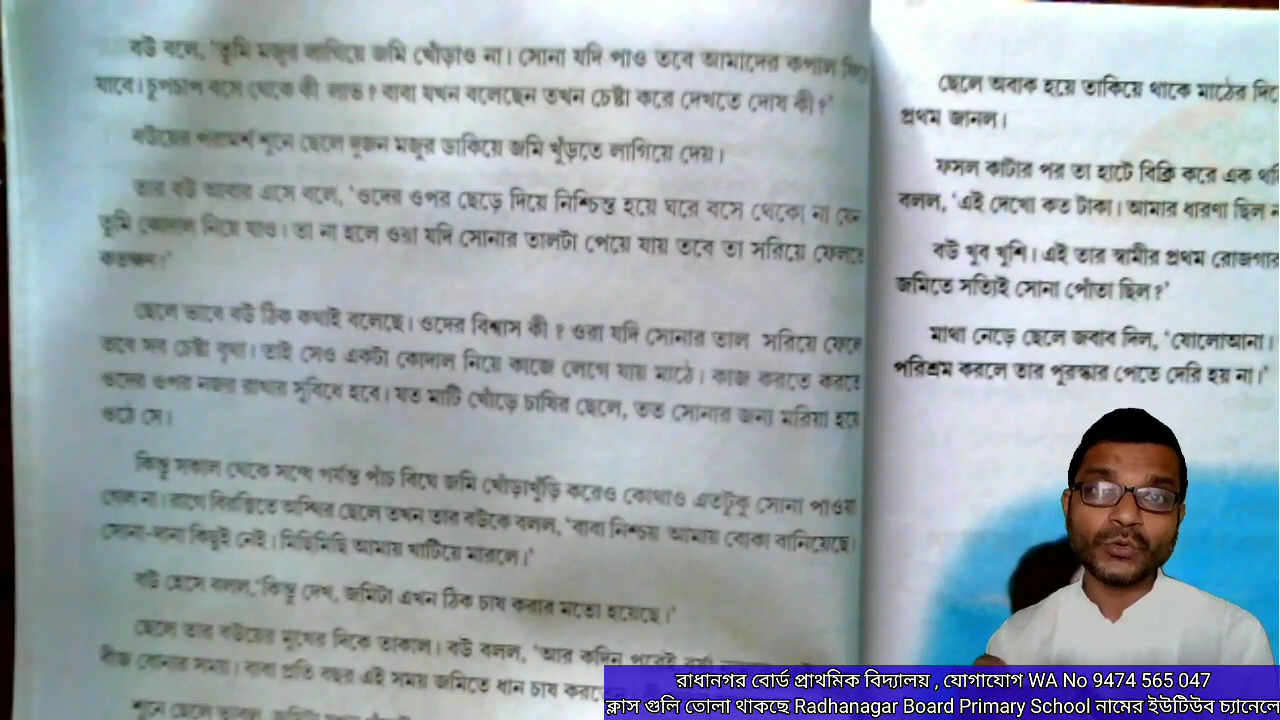 বউ বলে, 'তুমি মজুর লাগিয়ে জমি খোঁড়াও না। সোনা যদি পাও তবে আমাদের কপাল
যাবে। চুপচাপ বসে থেকে কী লাভ? বাবা যখন বলেছেন তখন চেষ্টা করে দেখতে দোষ কী?'
বউয়ের পরামর্শ শুনে ছেলে দুজন মজুর ডাকিয়ে জমি খুঁড়তে লাগিয়ে দেয়।
তার বউ আবার এসে বলে, 'ওদের ওপর ছেড়ে দিয়ে নিশ্চিন্ত হয়ে ঘরে বসে থেকো না যেন
তুমি কোদাল নিয়ে যাও। তা না হলে ওরা যদি সোনার তালটা পেয়ে যায় তবে তা সরিয়ে ফেলতে
কতক্ষন।'
ছেলে ভাবে বউ ঠিক কথাই বলেছে। ওদের বিশ্বাস কী? ওরা যদি সোনার তাল সরিয়ে ফেলে
তবে সব চেষ্টা বৃথা। তাই সেও একটা কোদাল নিয়ে কাজে লেগে যায় মাঠে। কাজ করতে করতে
ওদের ওপর নজর রাখার সুবিধে হবে। যত মাটি খোঁড়ে চাষির ছেলে, তত সোনার জন্য মরিয়া হয়ে
ওঠে সে।
কিন্তু সকাল থেকে সন্ধে পর্যন্ত পাঁচ বিঘে জমি খোঁড়াখুঁড়ি করেও কোথাও এতটুকু সোনা পাওয়া
গেল না। রাগে বিরক্তিতে অস্থির ছেলে তখন তার বউকে বলল, 'বাবা নিশ্চয় আমায় বোকা বানিয়েছে।
সোনা-দানা কিছুই নেই। মিছিমিছি আমায় খাটিয়ে মারলে।'
বউ হেসে বলল, 'কিন্তু দেখ, জমিটা এখন ঠিক চাষ করার মতো হয়েছে।'
ছেলে তার বউয়ের মুখের দিকে তাকাল। বউ বলল, 'আর কদিন পরেই বর্ষা
বীজ বোনার সময়। বাবা প্রতি বছর এই সময় জমিতে ধান চাষ করতেন।
শুনে ছেলে
ছেলে অবাক হয়ে তাকিয়ে থাকে মাঠের দিকে
প্রথম জানল।
ফসল কাটার পর তা হাটে বিক্রি করে এক থলি
বলল, 'এই দেখো কত টাকা। আমার ধারণা ছিল
বউ খুব খুশি। এই তার স্বামীর প্রথম রোজগার
জমিতে সত্যিই সোনা পোঁতা ছিল?'
মাথা নেড়ে ছেলে জবাব দিল, 'ষোলোআনা।
পরিশ্রম করলে তার পুরস্কার পেতে দেরি হয় না।'
রাধানগর বোর্ড প্রাথমিক বিদ্যালয় , যোগাযোগ WA No 9474 565 047
ক্লাস গুলি তোলা থাকছে Radhanagar Board Primary School নামের ইউটিউব চ্যানেলে